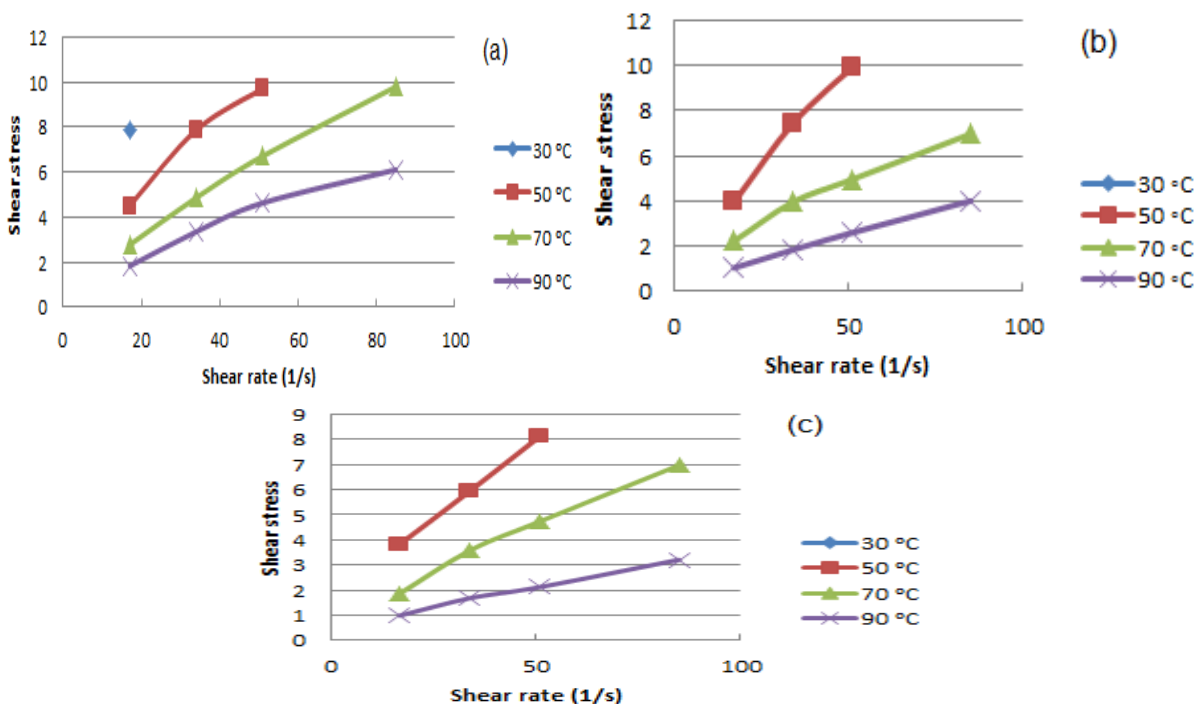 (a)
Shear stress
12
10
8
6
4
2
0
0 20 40 60 80 100
Shear rate (1/s)
30 °C
50 °C
70 °C
90 °C
(b)
Shear stress
12
10
8
6
4
2
0
0 50 100
Shear rate (1/s)
30 °C
50 °C
70 °C
90 °C
(c)
Shear stress
9
8
7
6
5
4
3
2
1
0
0 50 100
Shear rate (1/s)
30 °C
50 °C
70 °C
90 °C